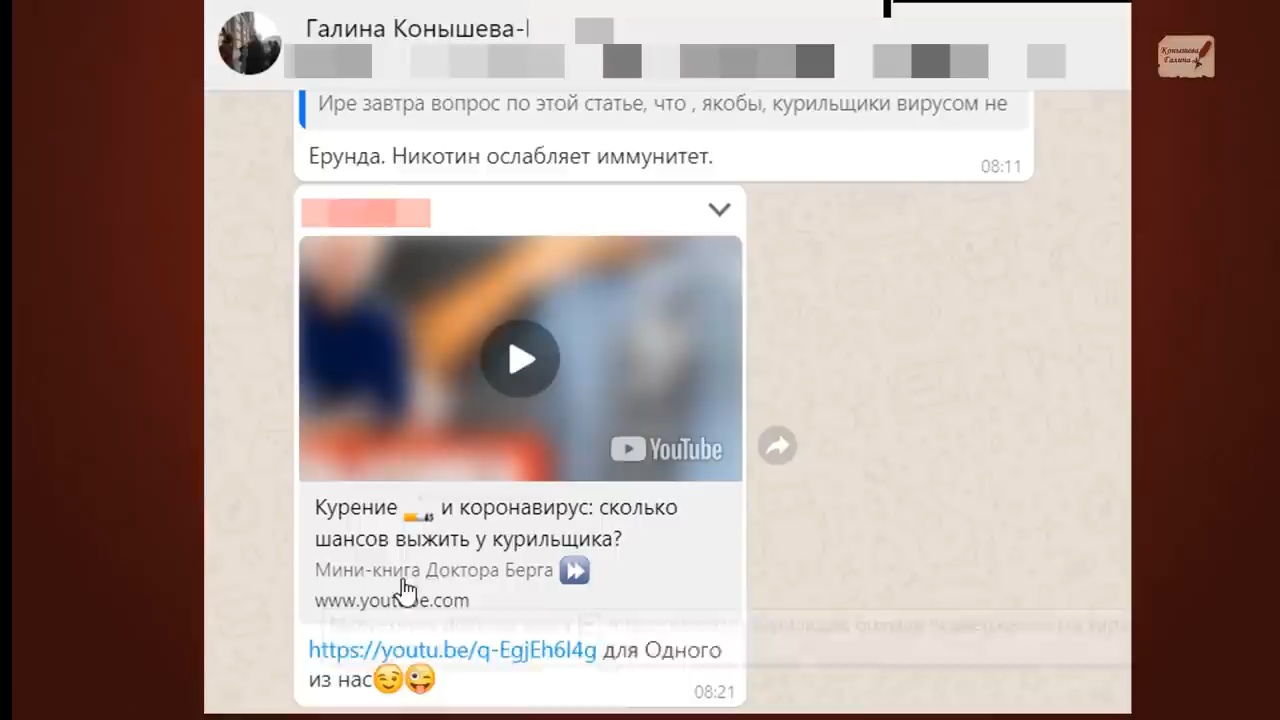 Галина Конышева-
Конышева
Галина
Ире завтра вопрос по этой статье, что , якобы, курильщики вирусом не
Ерунда. Никотин ослабляет иммунитет.
08:11
YouTube
Курение 🚬 и коронавирус: сколько
шансов выжить у курильщика?
Мини-книга Доктора Берга ⏩
www.youtube.com
https://youtu.be/q-EgjEh6l4g для Одного
из нас😉😜
08:21